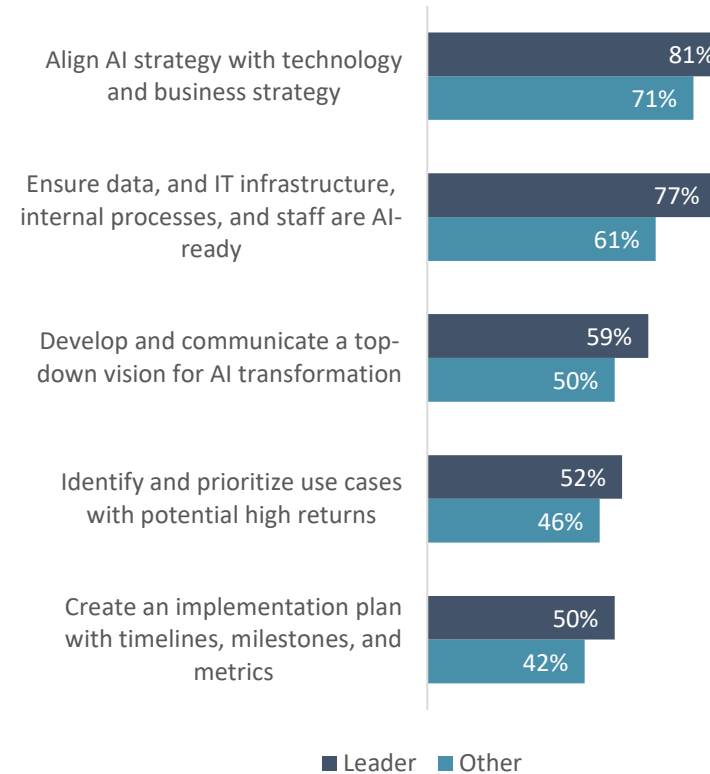 Align AI strategy with technology
and business strategy
81%
71%
Ensure data, and IT infrastructure,
internal processes, and staff are AI-
ready
77%
61%
Develop and communicate a top-
down vision for AI transformation
59%
50%
Identify and prioritize use cases
with potential high returns
52%
46%
Create an implementation plan
with timelines, milestones, and
metrics
50%
42%
Leader Other